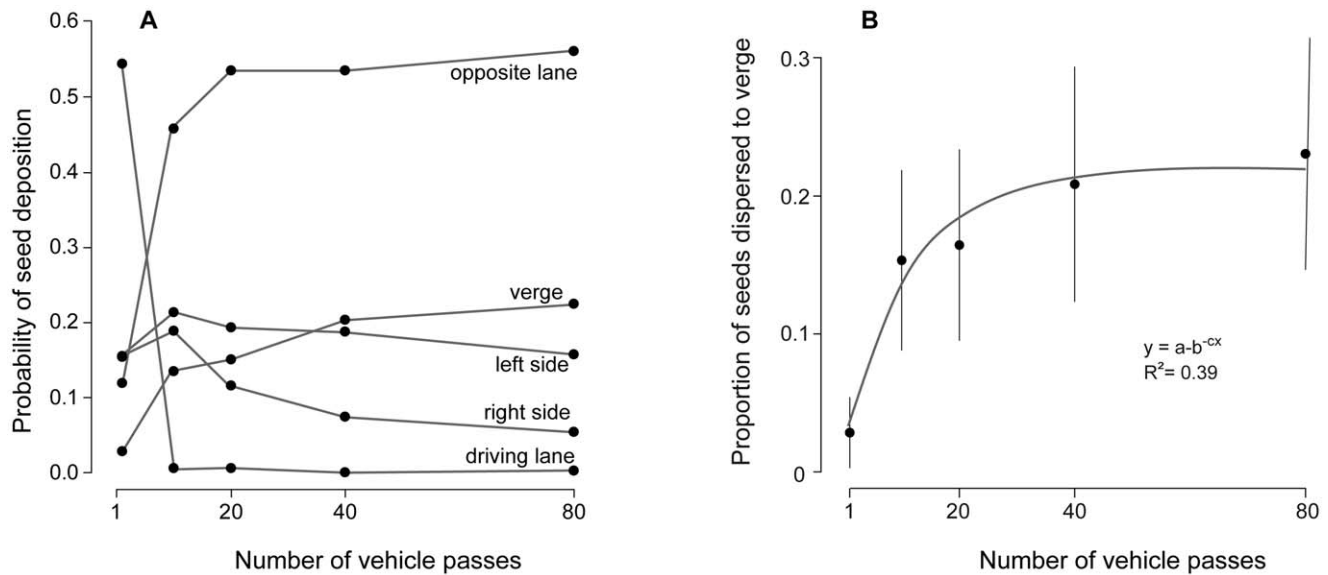 A
Probability of seed deposition
0.6
0.5
0.4
0.3
0.2
0.1
0.0
opposite lane
verge
left side
right side
driving lane
1 20 40 80
Number of vehicle passes
B
Proportion of seeds dispersed to verge
0.3
0.2
0.1
0
y = a-b⁻ᶜˣ
R²= 0.39
1 20 40 80
Number of vehicle passes